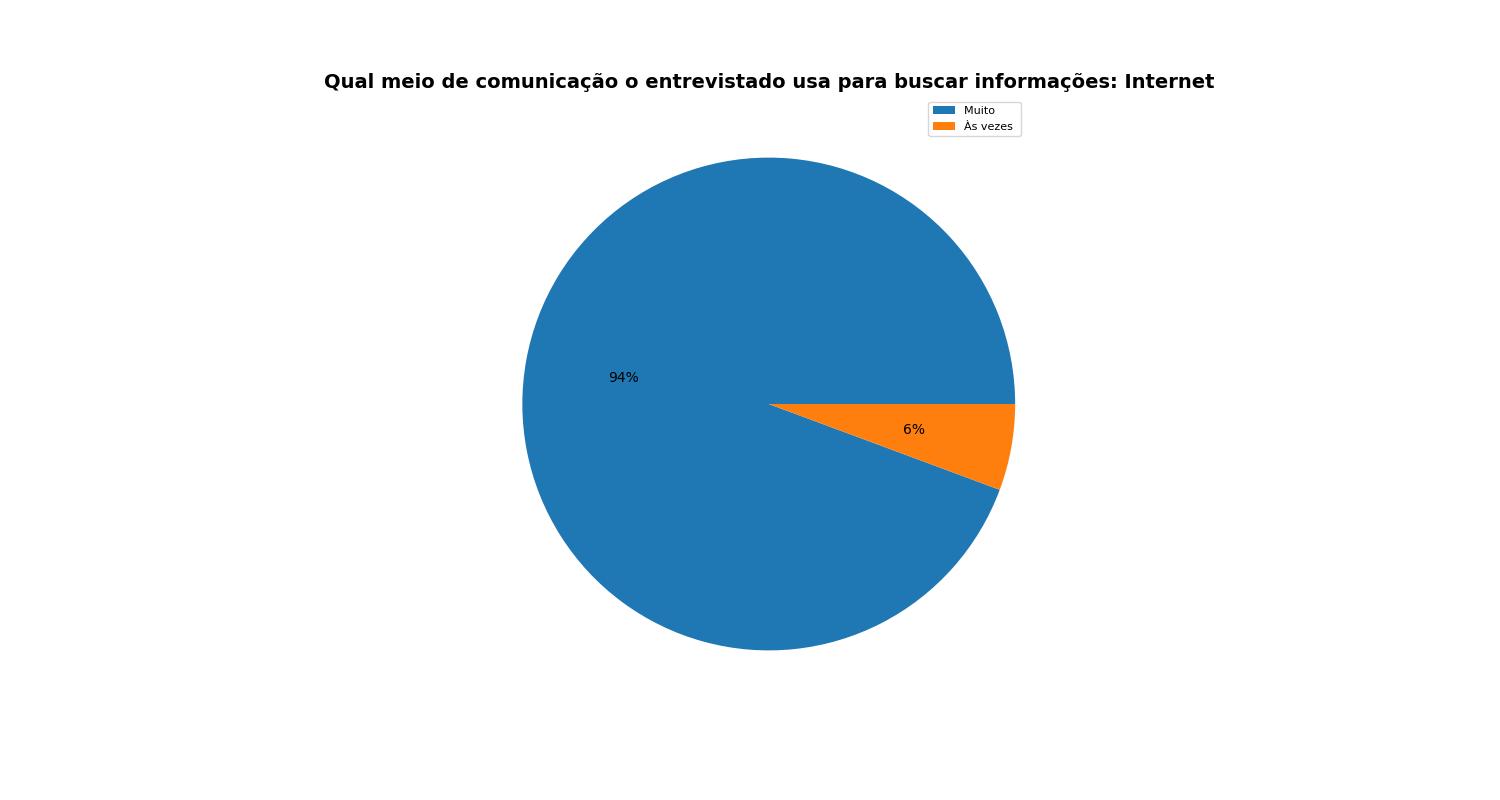 Qual meio de comunicação o entrevistado usa para buscar informações: Internet
Muito
Às vezes
94%
6%